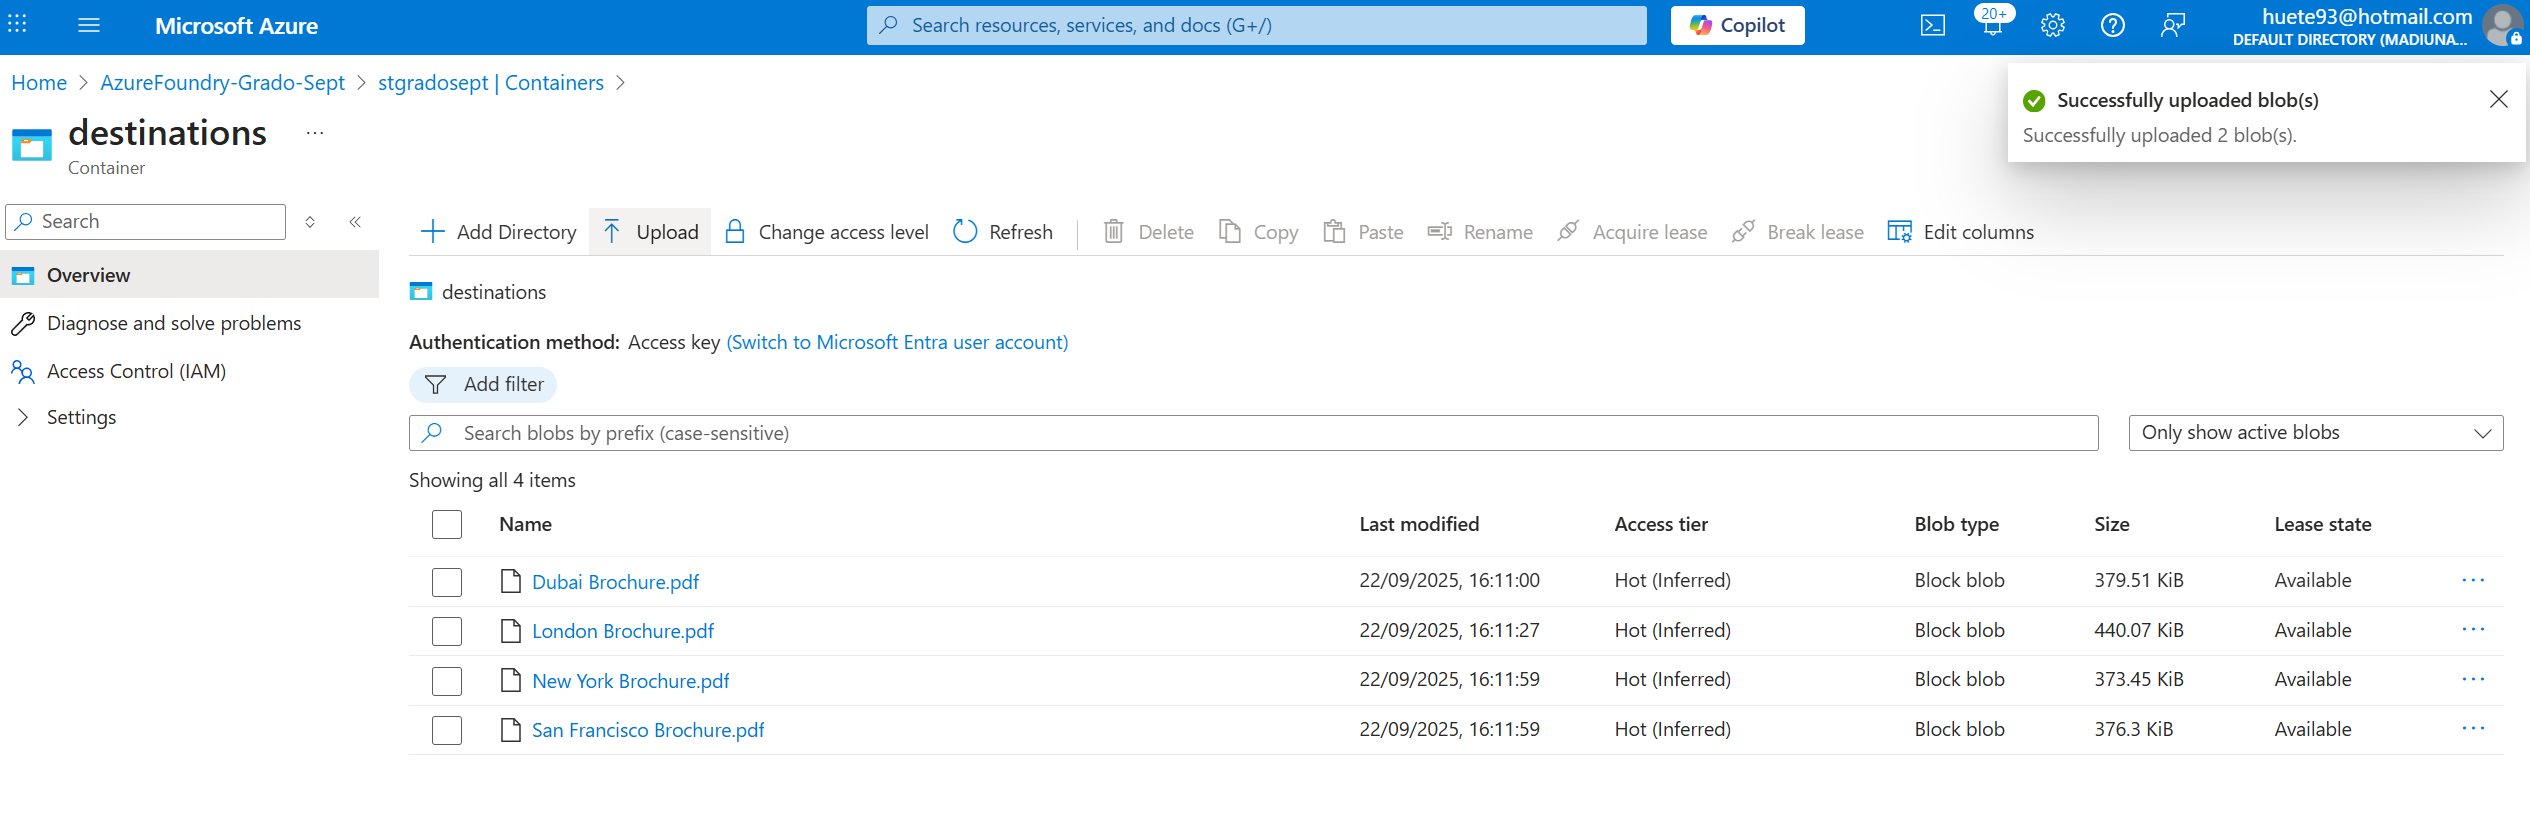 Microsoft Azure
Search resources, services, and docs (G+/)
Copilot
20+
huete93@hotmail.com
DEFAULT DIRECTORY (MADIUNA...
Home > AzureFoundry-Grado-Sept > stgradosept | Containers >
Successfully uploaded blob(s)
Successfully uploaded 2 blob(s).
destinations ...
Container
Search
Overview
Diagnose and solve problems
Access Control (IAM)
Settings
Add Directory Upload Change access level Refresh Delete Copy Paste Rename Acquire lease Break lease Edit columns
destinations
Authentication method: Access key (Switch to Microsoft Entra user account)
Add filter
Search blobs by prefix (case-sensitive)
Only show active blobs
Showing all 4 items
Name Last modified Access tier Blob type Size Lease state
Dubai Brochure.pdf 22/09/2025, 16:11:00 Hot (Inferred) Block blob 379.51 KiB Available ...
London Brochure.pdf 22/09/2025, 16:11:27 Hot (Inferred) Block blob 440.07 KiB Available ...
New York Brochure.pdf 22/09/2025, 16:11:59 Hot (Inferred) Block blob 373.45 KiB Available ...
San Francisco Brochure.pdf 22/09/2025, 16:11:59 Hot (Inferred) Block blob 376.3 KiB Available ...